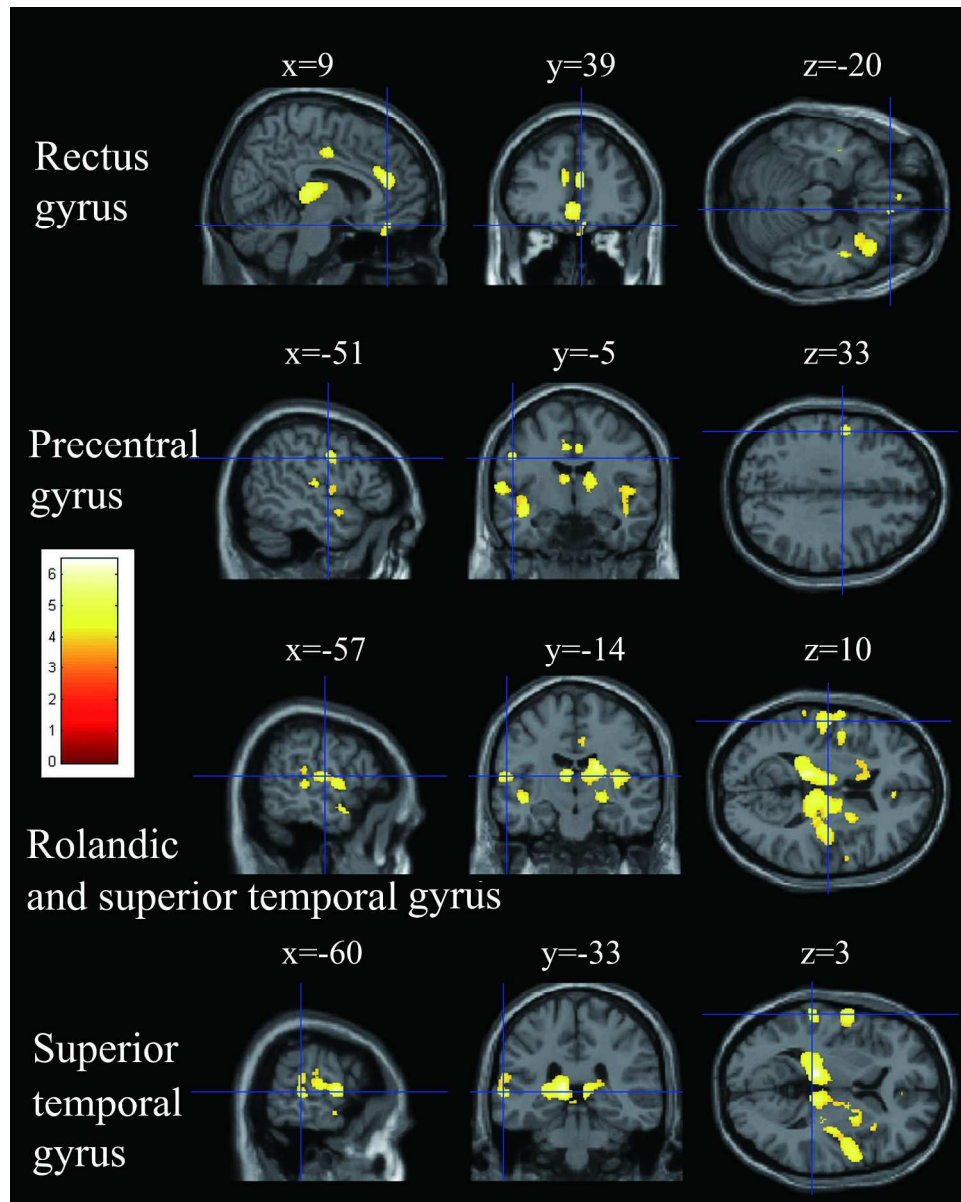 x=9 y=39 z=-20
Rectus
gyrus
x=-51 y=-5 z=33
Precentral
gyrus
6
5
4
3
2
1
0
x=-57 y=-14 z=10
Rolandic
and superior temporal gyrus
x=-60 y=-33 z=3
Superior
temporal
gyrus